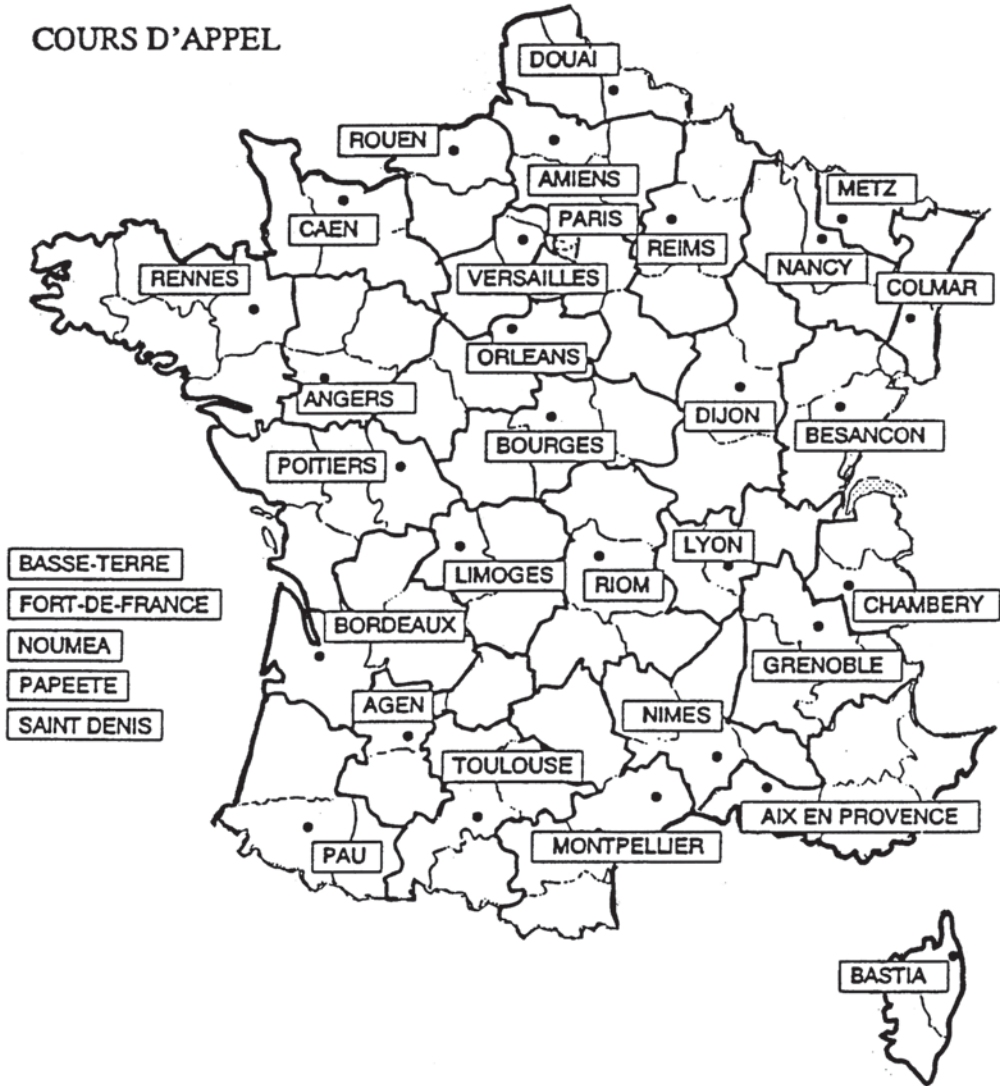 COURS D'APPEL
DOUAI
ROUEN
AMIENS
METZ
PARIS
CAEN
REIMS
RENNES
VERSAILLES
NANCY
COLMAR
ORLEANS
ANGERS
DIJON
BOURGES
BESANCON
POITIERS
LYON
BASSE-TERRE
LIMOGES
RIOM
FORT-DE-FRANCE
CHAMBERY
BORDEAUX
NOUMEA
GRENOBLE
PAPEETE
AGEN
NIMES
SAINT DENIS
TOULOUSE
AIX EN PROVENCE
PAU
MONTPELLIER
BASTIA